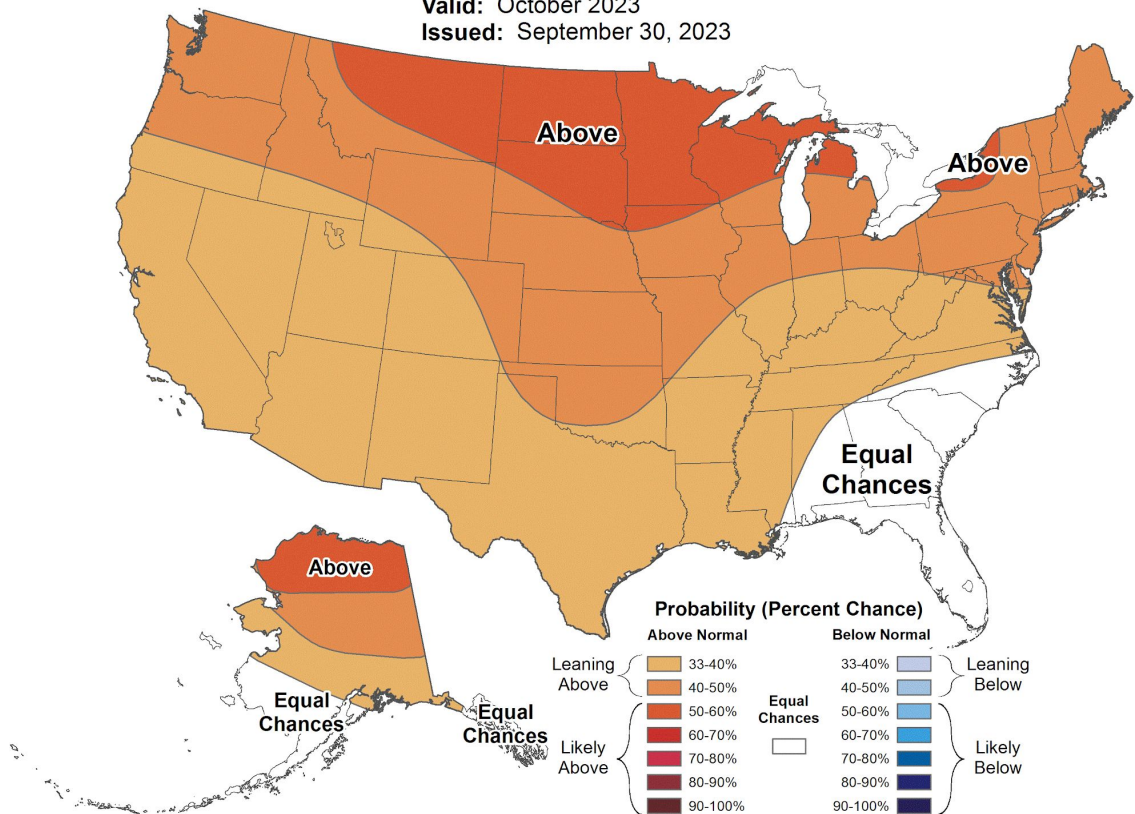 Valid: October 2023
Issued: September 30, 2023
Above
Above
Equal
Chances
Above
Equal
Chances
Equal
Chances
Probability (Percent Chance)
Above Normal
Below Normal
Leaning
Above
33-40%
40-50%
Likely
Above
50-60%
60-70%
70-80%
80-90%
90-100%
Equal
Chances
33-40%
40-50%
Leaning
Below
50-60%
60-70%
70-80%
80-90%
90-100%
Likely
Below